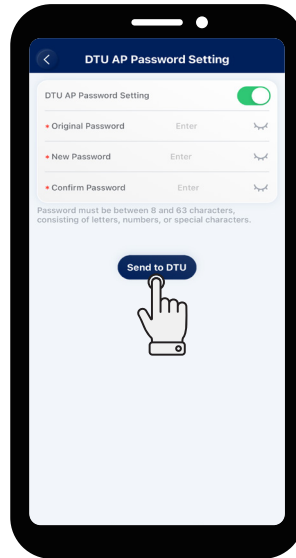 DTU AP Password Setting
DTU AP Password Setting
* Original Password Enter
* New Password Enter
* Confirm Password Enter
Password must be between 8 and 63 characters,
consisting of letters, numbers, or special characters.
Send to DTU